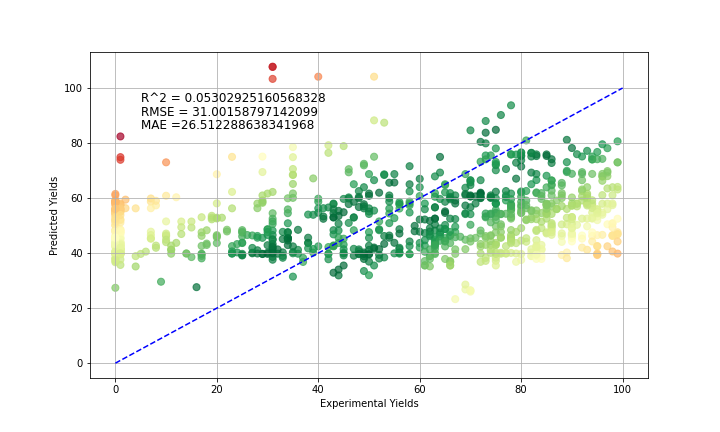 R^2 = 0.05302925160568328
RMSE = 31.00158797142099
MAE =26.512288638341968
100
80
60
40
20
0
Predicted Yields
0 20 40 60 80 100
Experimental Yields